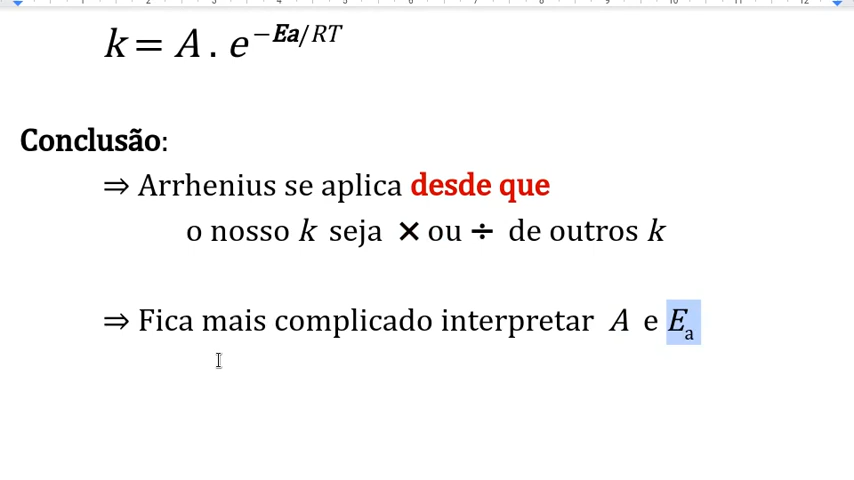 k = A . e^−Ea/RT
Conclusão:
⇒ Arrhenius se aplica desde que
o nosso k seja × ou ÷ de outros k
⇒ Fica mais complicado interpretar A e Ea